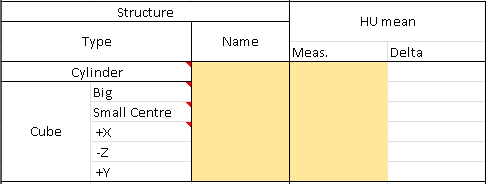 Structure
HU mean
Type
Name
Meas.
Delta
Cylinder
Cube
Big
Small Centre
+X
-Z
+Y